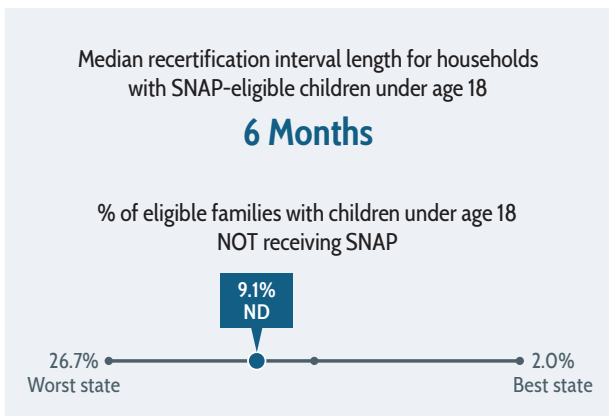 Median recertification interval length for households
with SNAP-eligible children under age 18
6 Months
% of eligible families with children under age 18
NOT receiving SNAP
9.1%
ND
26.7%
Worst state
2.0%
Best state